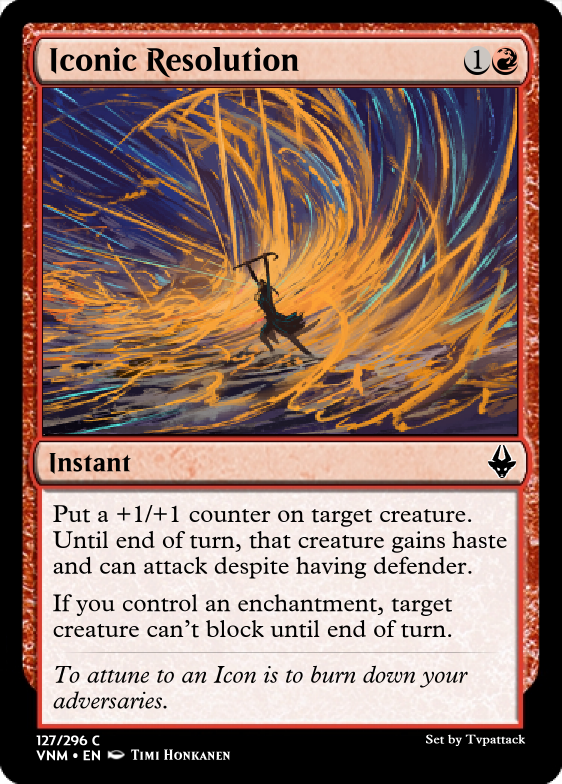 Iconic Resolution 1
Instant
Put a +1/+1 counter on target creature.
Until end of turn, that creature gains haste
and can attack despite having defender.
If you control an enchantment, target
creature can't block until end of turn.
To attune to an Icon is to burn down your
adversaries.
127/296 C
Set by Tvpattack
VNM • EN Timi Honkanen